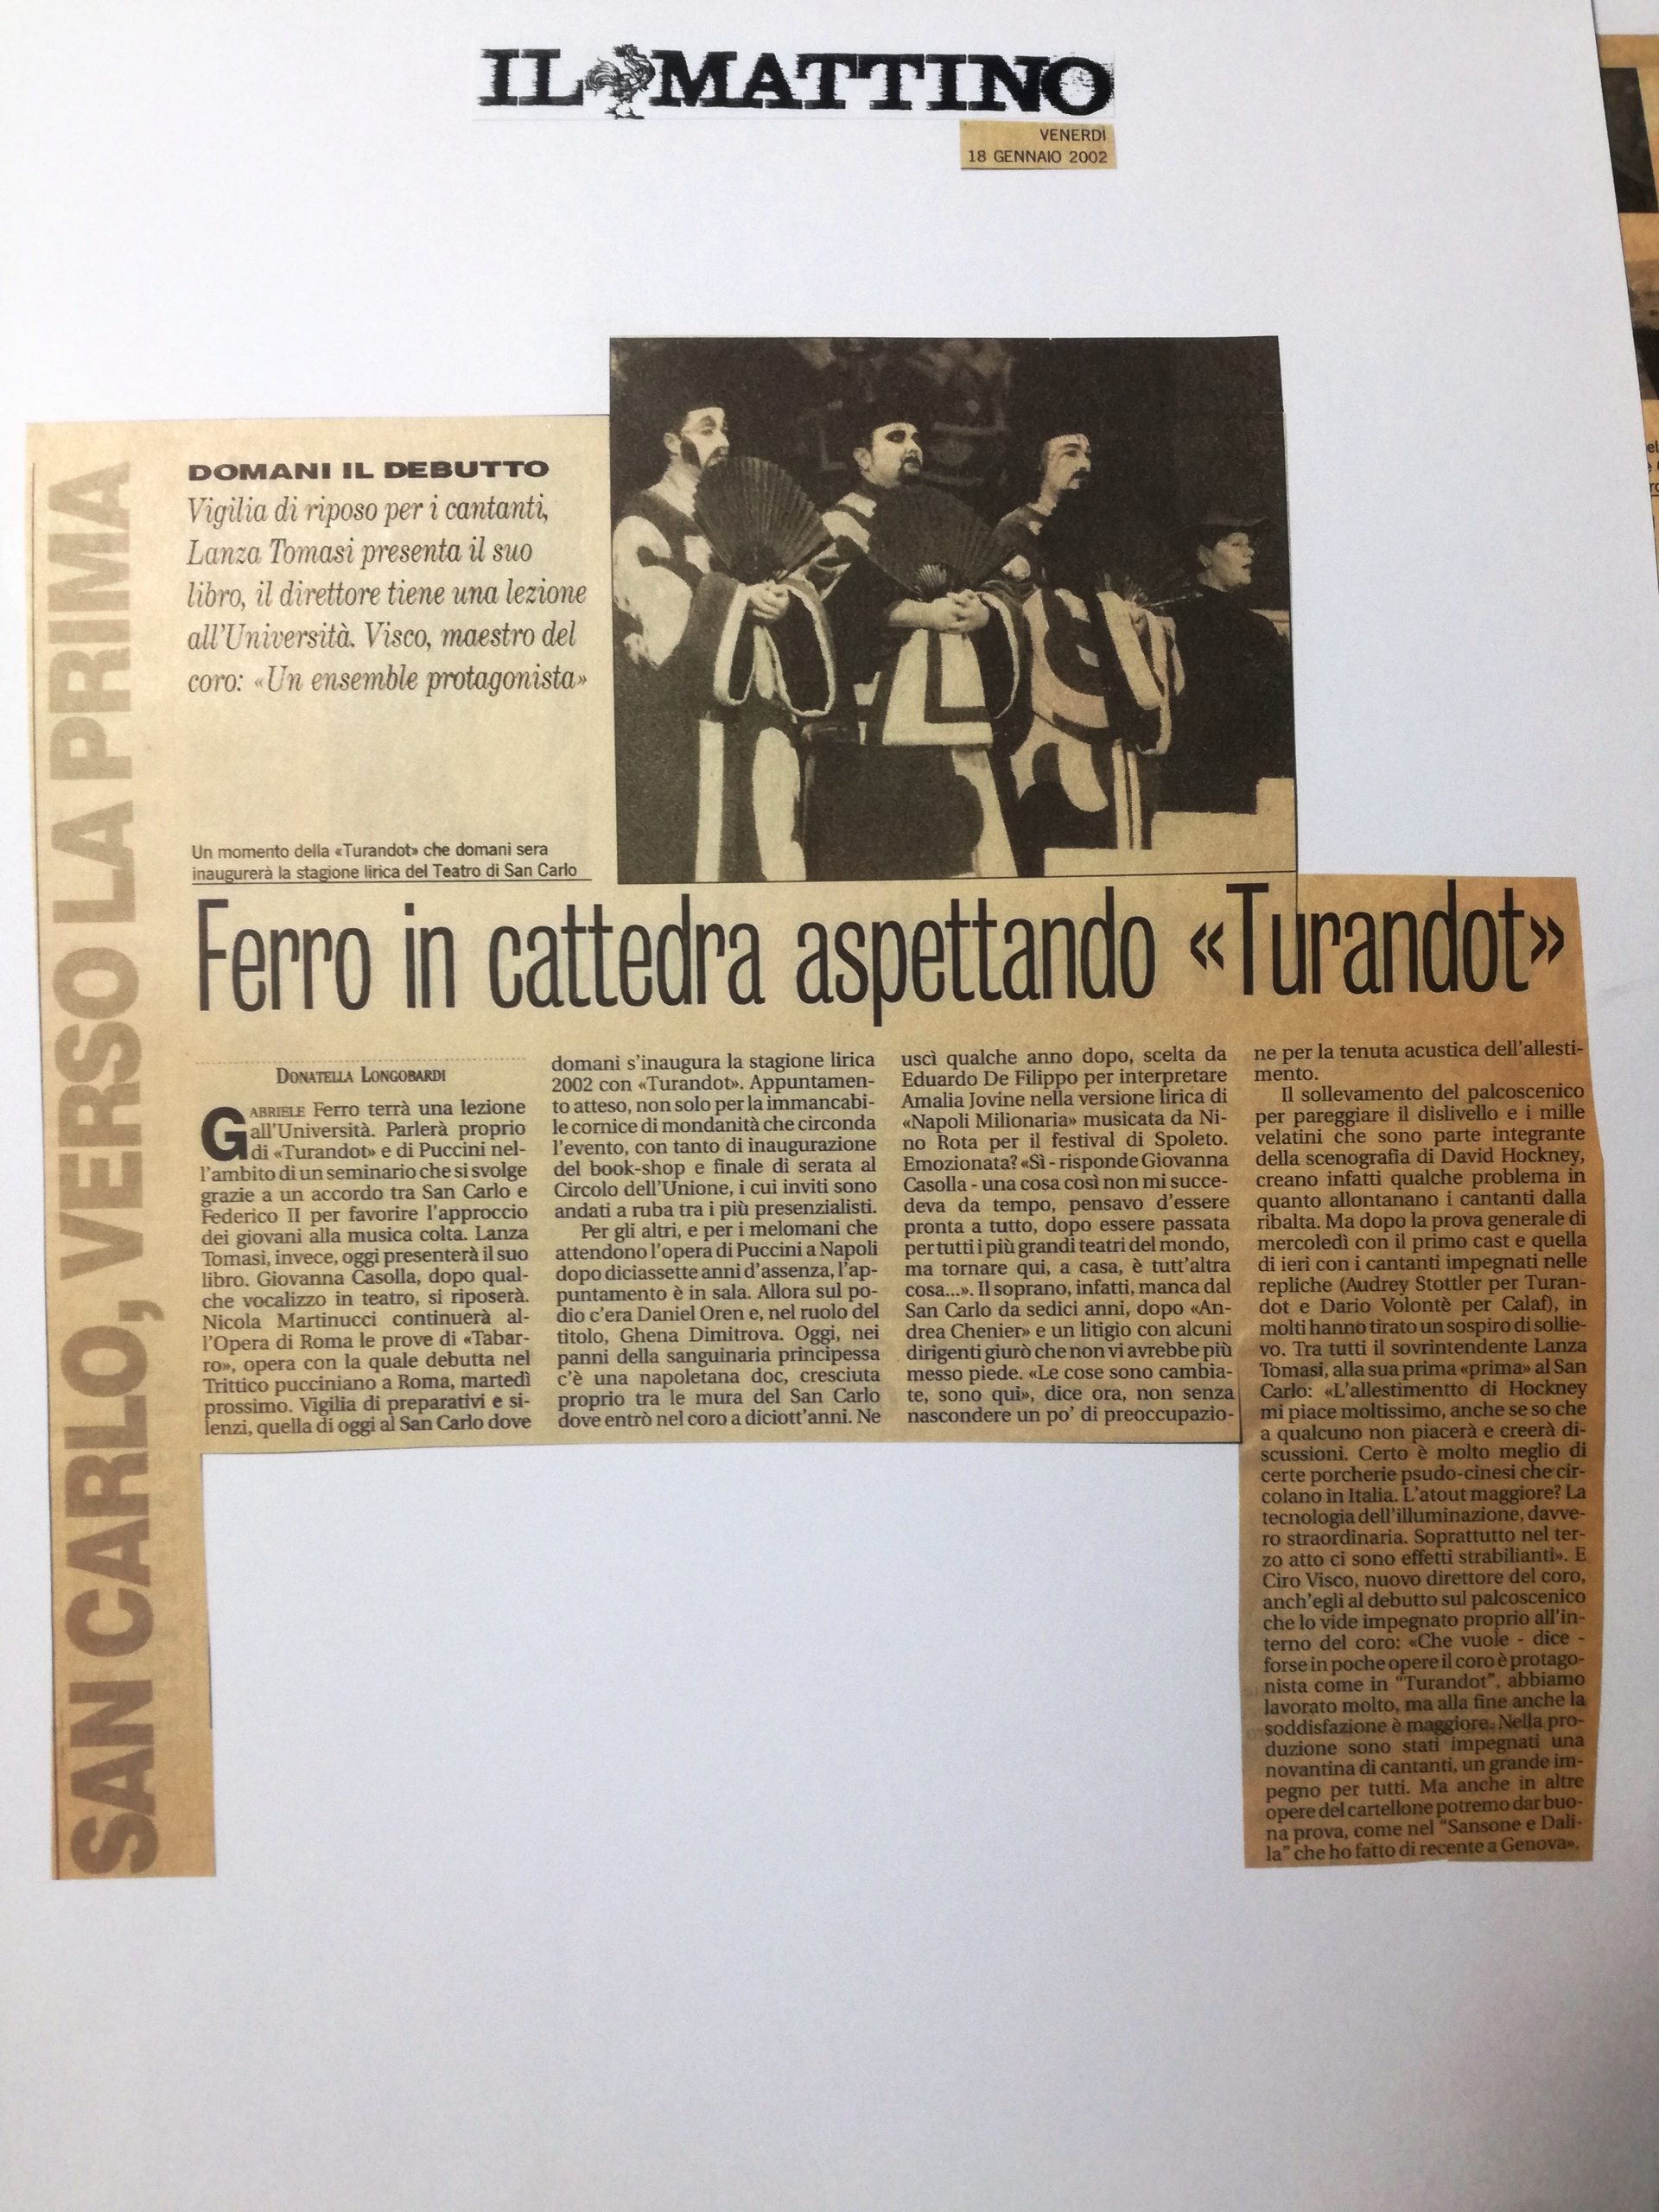 IL MATTINO
VENERDÌ
18 GENNAIO 2002
SAN CARLO, VERSO LA PRIMA
DOMANI IL DEBUTTO
Vigilia di riposo per i cantanti,
Lanza Tomasi presenta il suo
libro, il direttore tiene una lezione
all'Università. Visco, maestro del
coro: «Un ensemble protagonista»
Un momento della «Turandot» che domani sera
inaugurerà la stagione lirica del Teatro di San Carlo
Ferro in cattedra aspettando «Turandot»
DONATELLA LONGOBARDI
GABRIELE Ferro terrà una lezione
all'Università. Parlerà proprio
di «Turandot» e di Puccini nel-
l'ambito di un seminario che si svolge
grazie a un accordo tra San Carlo e
Federico II per favorire l'approccio
dei giovani alla musica colta. Lanza
Tomasi, invece, oggi presenterà il suo
libro. Giovanna Casolla, dopo qual-
che vocalizzo in teatro, si riposerà.
Nicola Martinucci continuerà al-
l'Opera di Roma le prove di «Tabar-
ro», opera con la quale debutta nel
Trittico pucciniano a Roma, martedì
prossimo. Vigilia di preparativi e si-
lenzi, quella di oggi al San Carlo dove
domani s'inaugura la stagione lirica
2002 con «Turandot». Appuntamen-
to atteso, non solo per la immancabi-
le cornice di mondanità che circonda
l'evento, con tanto di inaugurazione
del book-shop e finale di serata al
Circolo dell'Unione, i cui inviti sono
andati a ruba tra i più presenzialisti.
Per gli altri, e per i melomani che
attendono l'opera di Puccini a Napoli
dopo diciassette anni d'assenza, l'ap-
puntamento è in sala. Allora sul po-
dio c'era Daniel Oren e, nel ruolo del
titolo, Ghena Dimitrova. Oggi, nei
panni della sanguinaria principessa
c'è una napoletana doc, cresciuta
proprio tra le mura del San Carlo
dove entrò nel coro a diciott'anni. Ne
uscì qualche anno dopo, scelta da
Eduardo De Filippo per interpretare
Amalia Jovine nella versione lirica di
«Napoli Milionaria» musicata da Ni-
no Rota per il festival di Spoleto.
Emozionata? «Sì - risponde Giovanna
Casolla - una cosa così non mi succe-
deva da tempo, pensavo d'essere
pronta a tutto, dopo essere passata
per tutti i più grandi teatri del mondo,
ma tornare qui, a casa, è tutt'altra
cosa...». Il soprano, infatti, manca dal
San Carlo da sedici anni, dopo «An-
drea Chenier» e un litigio con alcuni
dirigenti giurò che non vi avrebbe più
messo piede. «Le cose sono cambia-
te, sono qui», dice ora, non senza
nascondere un po' di preoccupazio-
ne per la tenuta acustica dell'allesti-
mento.
Il sollevamento del palcoscenico
per pareggiare il dislivello e i mille
velatini che sono parte integrante
della scenografia di David Hockney,
creano infatti qualche problema in
quanto allontanano i cantanti dalla
ribalta. Ma dopo la prova generale di
mercoledì con il primo cast e quella
di ieri con i cantanti impegnati nelle
repliche (Audrey Stottler per Turan-
dot e Dario Volontè per Calaf), in
molti hanno tirato un sospiro di sollie-
vo. Tra tutti il sovrintendente Lanza
Tomasi, alla sua prima «prima» al San
Carlo: «L'allestimentto di Hockney
mi piace moltissimo, anche se so che
a qualcuno non piacerà e creerà di-
scussioni. Certo è molto meglio di
certe porcherie psudo-cinesi che cir-
colano in Italia. L'atout maggiore? La
tecnologia dell'illuminazione, davve-
ro straordinaria. Soprattutto nel ter-
zo atto ci sono effetti strabilianti». E
Ciro Visco, nuovo direttore del coro,
anch'egli al debutto sul palcoscenico
che lo vide impegnato proprio all'in-
terno del coro: «Che vuole - dice -
forse in poche opere il coro è protago-
nista come in "Turandot", abbiamo
lavorato molto, ma alla fine anche la
soddisfazione è maggiore. Nella pro-
duzione sono stati impegnati una
novantina di cantanti, un grande im-
pegno per tutti. Ma anche in altre
opere del cartellone potremo dar buo-
na prova, come nel "Sansone e Dali-
la" che ho fatto di recente a Genova».